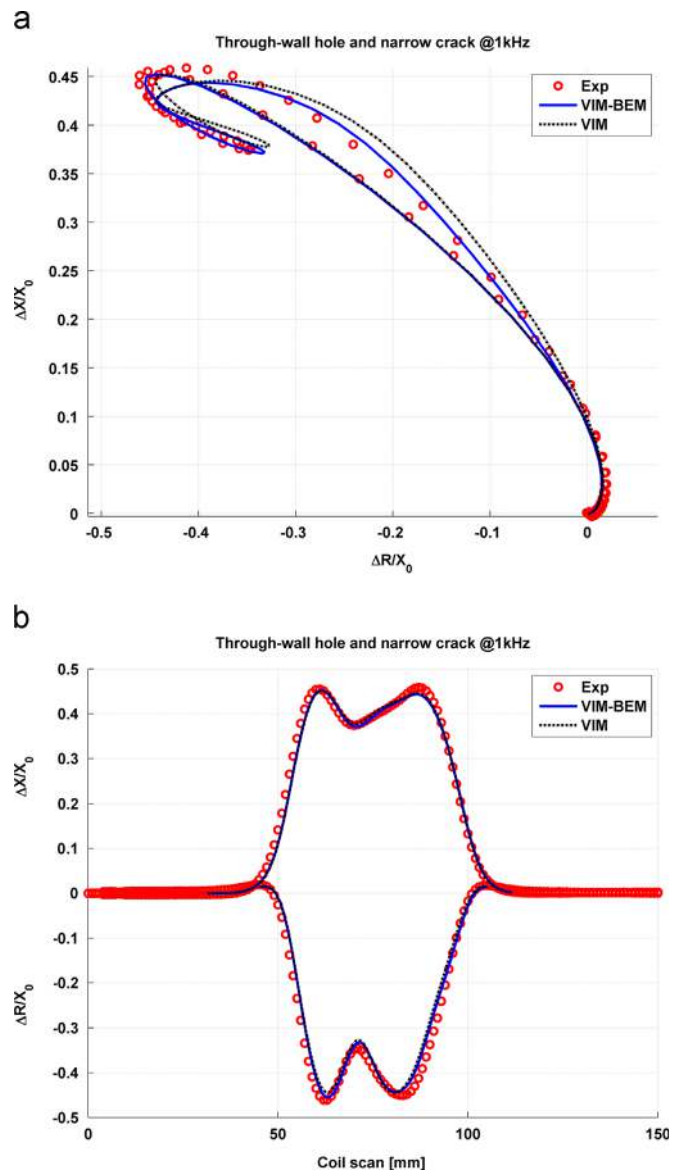 a
Through-wall hole and narrow crack @1kHz
Exp
VIM-BEM
VIM
0.45
0.4
0.35
0.3
0.25
0.2
0.15
0.1
0.05
0
ΔX/X₀
-0.5 -0.4 -0.3 -0.2 -0.1 0
ΔR/X₀
b
Through-wall hole and narrow crack @1kHz
Exp
VIM-BEM
VIM
0.5
0.4
0.3
0.2
0.1
0
-0.1
-0.2
-0.3
-0.4
-0.5
ΔX/X₀
ΔR/X₀
0 50 100 150
Coil scan [mm]